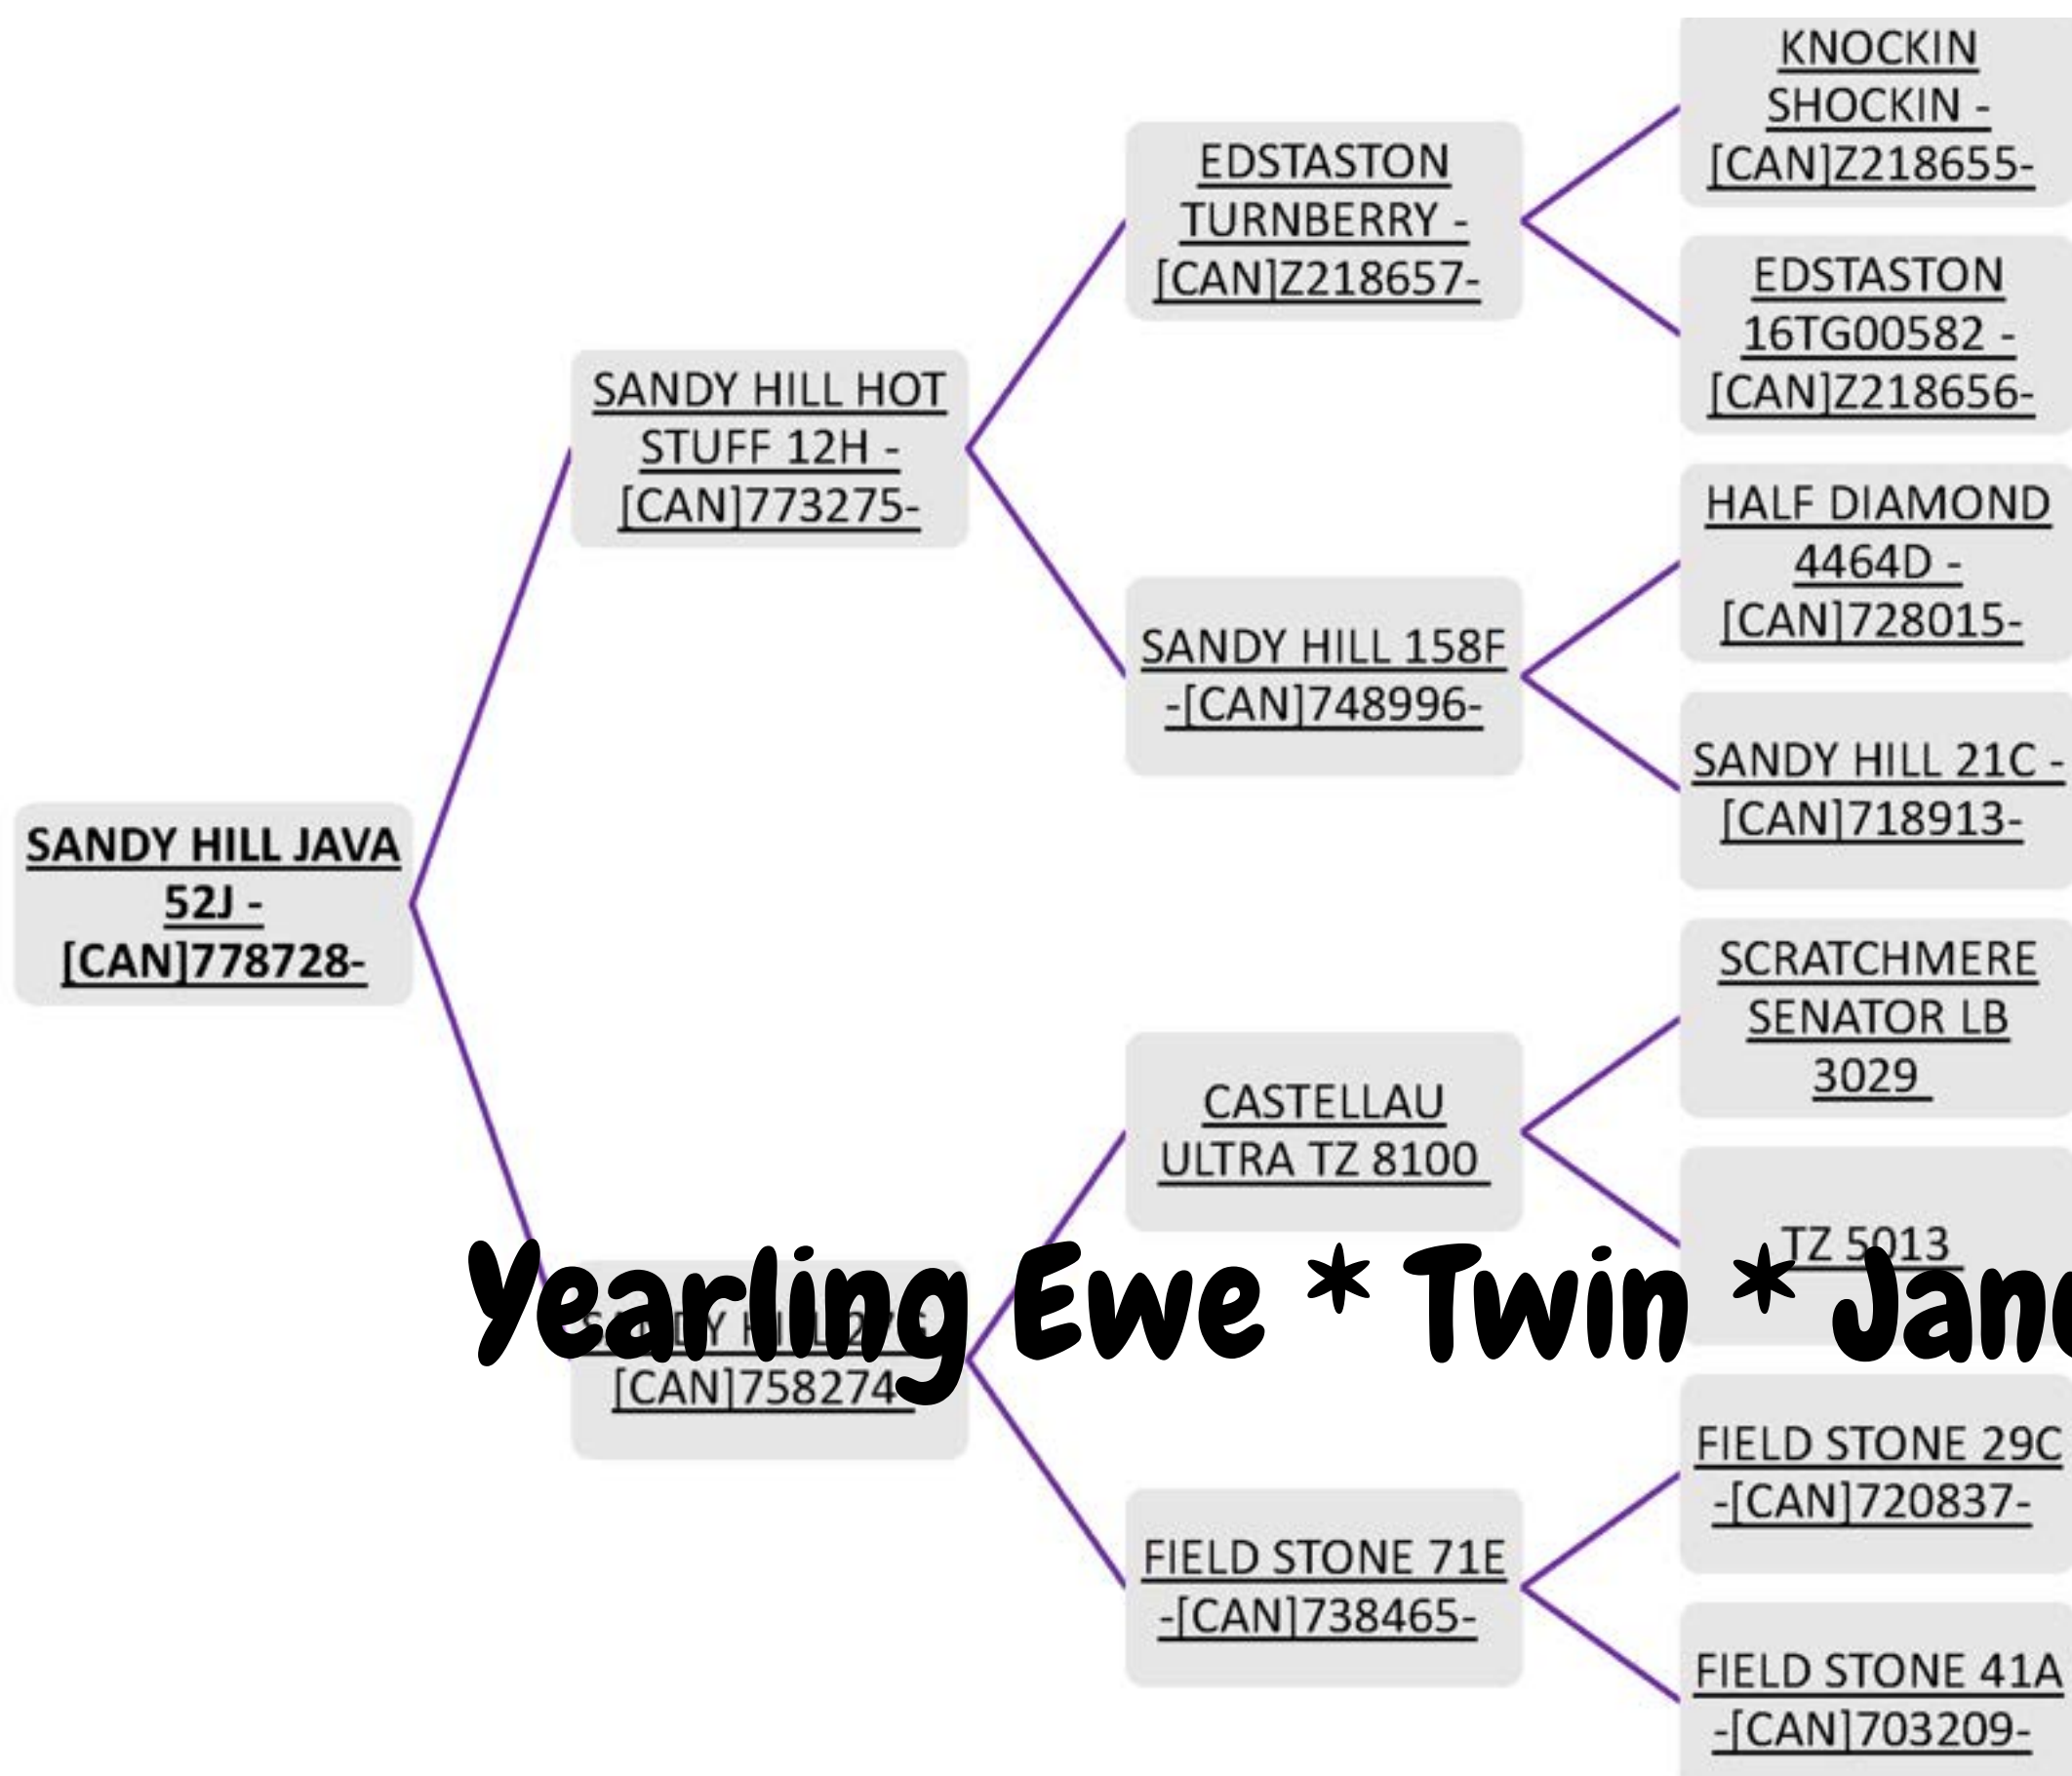 KNOCKIN
SHOCKIN -
[CAN]Z218655-
EDSTASTON
TURNBERRY -
[CAN]Z218657-
EDSTASTON
16TG00582 -
[CAN]Z218656-
SANDY HILL HOT
STUFF 12H -
[CAN]773275-
HALF DIAMOND
4464D -
[CAN]728015-
SANDY HILL 158F
-[CAN]748996-
SANDY HILL 21C -
[CAN]718913-
SANDY HILL JAVA
52J -
[CAN]778728-
SCRATCHMERE
SENATOR LB
3029
CASTELLAU
ULTRA TZ 8100
TZ 5013
Yearling Ewe * Twin *
SANDY HILL
[CAN]758274-
FIELD STONE 29C
-[CAN]720837-
FIELD STONE 71E
-[CAN]738465-
FIELD STONE 41A
-[CAN]703209-